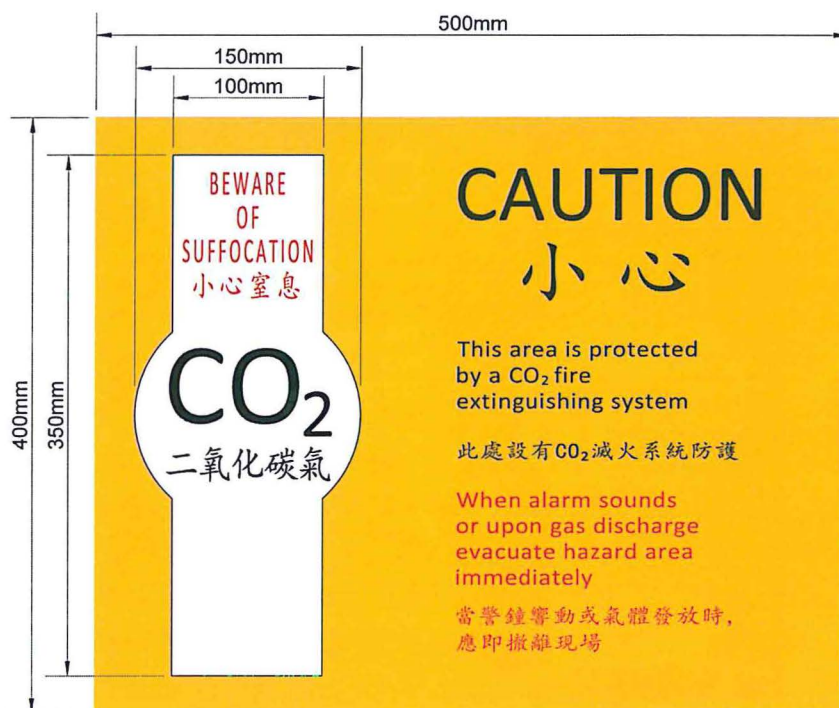 500mm
150mm
100mm
400mm
350mm
BEWARE
OF
SUFFOCATION
小心窒息
CO₂
二氧化碳氣
CAUTION
小心
This area is protected
by a CO₂ fire
extinguishing system
此處設有CO₂滅火系統防護
When alarm sounds
or upon gas discharge
evacuate hazard area
immediately
當警鐘響動或氣體發放時，
應即撤離現場